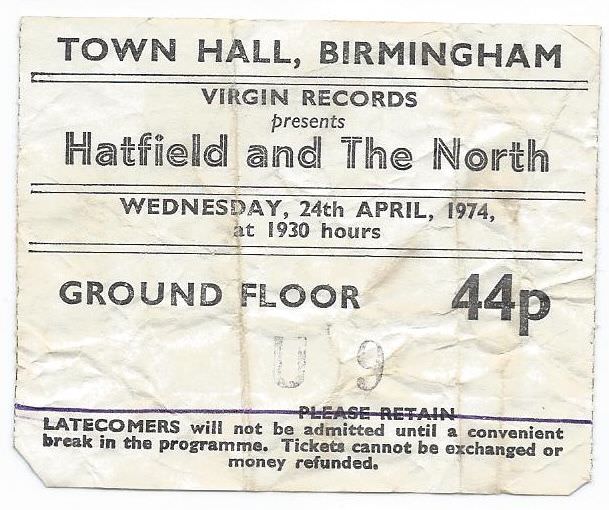 TOWN HALL, BIRMINGHAM
VIRGIN RECORDS
presents
Hatfield and The North
WEDNESDAY, 24th APRIL, 1974,
at 1930 hours
GROUND FLOOR 44p
U 9
PLEASE RETAIN
LATECOMERS will not be admitted until a convenient
break in the programme. Tickets cannot be exchanged or
money refunded.